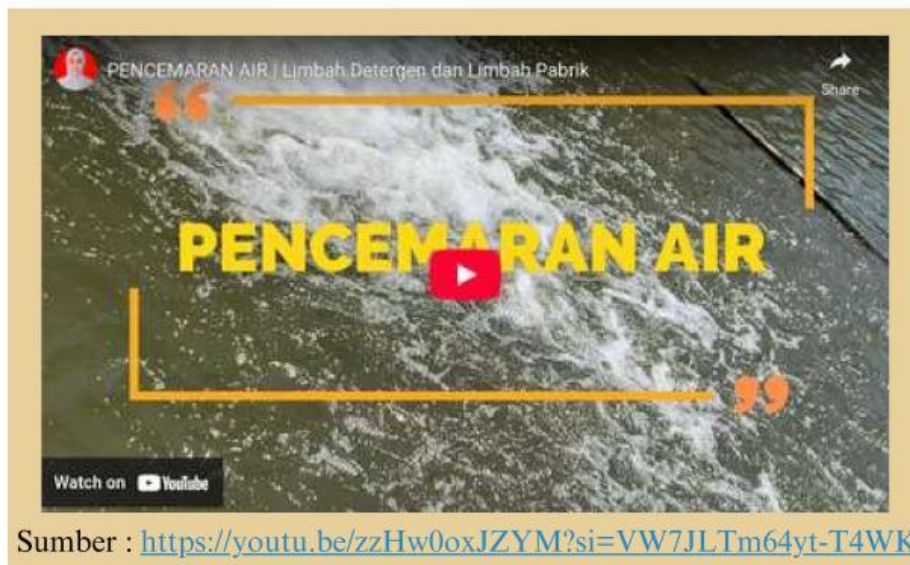 PENCEMARAN AIR | Limbah Detergen dan Limbah Pabrik
Share
“
PENCEMARAN AIR
”
Watch on YouTube
Sumber : https://youtu.be/zzHw0oxJZYM?si=VW7JLTm64yt-T4WK